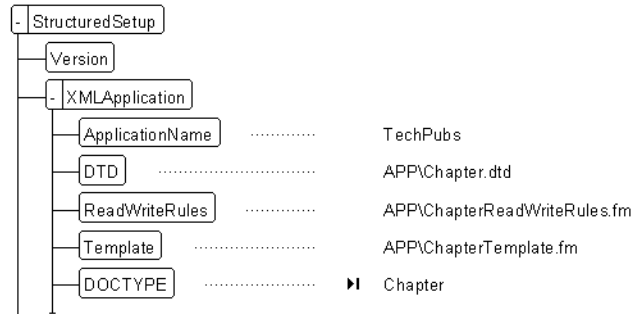 - StructuredSetup
Version
- XMLApplication
ApplicationName ············· TechPubs
DTD ···················· APP\Chapter.dtd
ReadWriteRules ·········· APP\ChapterReadWriteRules.fm
Template ················ APP\ChapterTemplate.fm
DOCTYPE ··············· Chapter